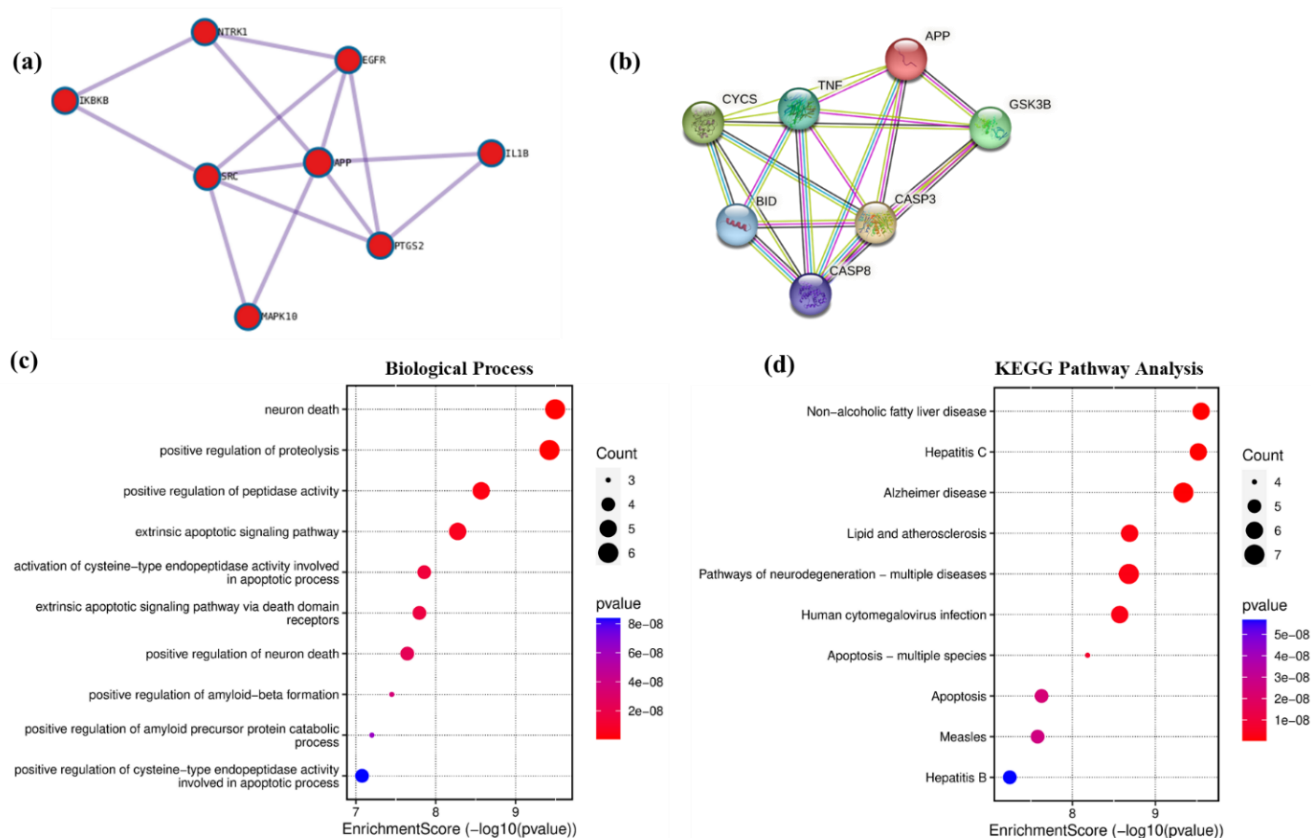 (a)
NTRK1
EGFR
IKBKB
IL1B
APP
SRC
PTGS2
MAPK10
(b)
APP
TNF
CYCS
GSK3B
BID
CASP3
CASP8
(c)
Biological Process
neuron death
positive regulation of proteolysis
positive regulation of peptidase activity
extrinsic apoptotic signaling pathway
activation of cysteine−type endopeptidase activity involved
in apoptotic process
extrinsic apoptotic signaling pathway via death domain
receptors
positive regulation of neuron death
positive regulation of amyloid−beta formation
positive regulation of amyloid precursor protein catabolic
process
positive regulation of cysteine−type endopeptidase activity
involved in apoptotic process
7 8 9
EnrichmentScore (−log10(pvalue))
Count
3
4
5
6
pvalue
8e−08
6e−08
4e−08
2e−08
(d)
KEGG Pathway Analysis
Non−alcoholic fatty liver disease
Hepatitis C
Alzheimer disease
Lipid and atherosclerosis
Pathways of neurodegeneration − multiple diseases
Human cytomegalovirus infection
Apoptosis − multiple species
Apoptosis
Measles
Hepatitis B
8 9
EnrichmentScore (−log10(pvalue))
Count
4
5
6
7
pvalue
5e−08
4e−08
3e−08
2e−08
1e−08